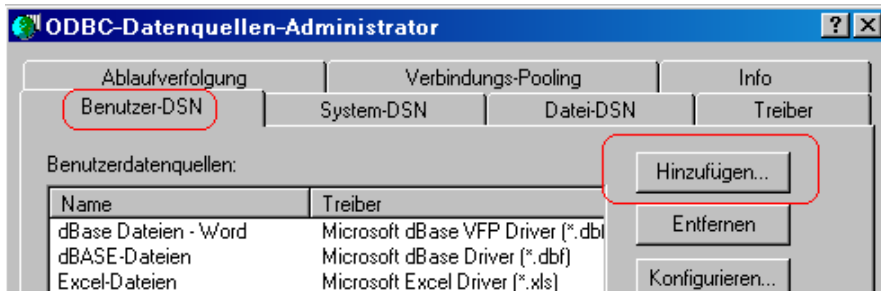 ODBC-Datenquellen-Administrator
Ablaufverfolgung Verbindungs-Pooling Info
Benutzer-DSN System-DSN Datei-DSN Treiber
Benutzerdatenquellen:
Hinzufügen...
Name Treiber
dBase Dateien - Word Microsoft dBase VFP Driver (*.dbf
Entfernen
dBASE-Dateien Microsoft dBase Driver (*.dbf)
Excel-Dateien Microsoft Excel Driver (*.xls)
Konfigurieren...